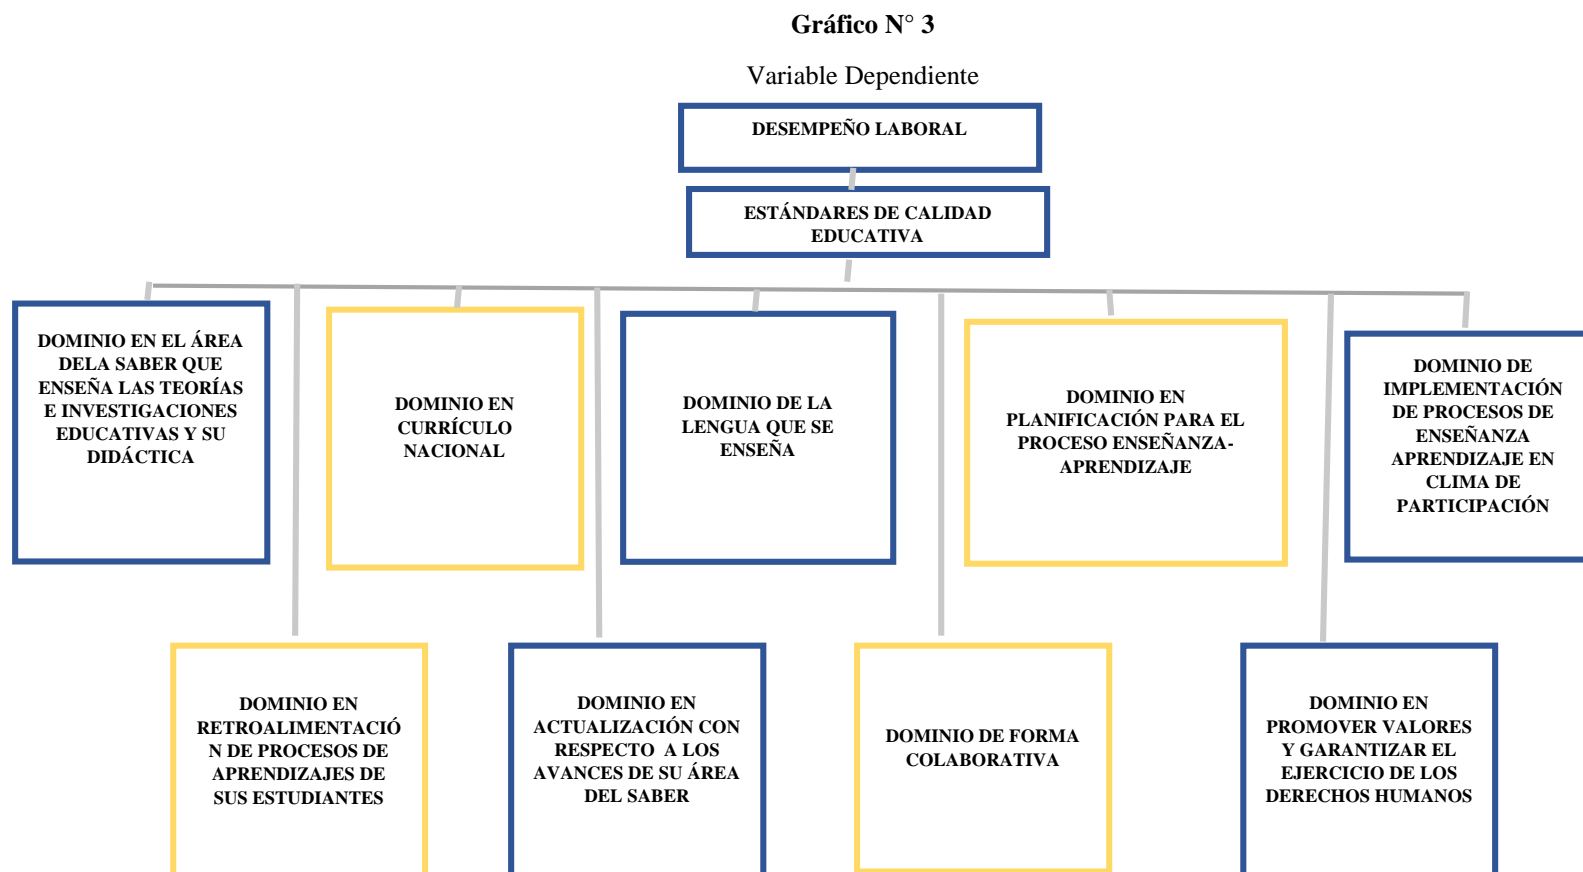 Gráfico N° 3
Variable Dependiente
DESEMPEÑO LABORAL
ESTÁNDARES DE CALIDAD
EDUCATIVA
DOMINIO EN EL ÁREA
DELA SABER QUE
ENSEÑA LAS TEORÍAS
E INVESTIGACIONES
EDUCATIVAS Y SU
DIDÁCTICA
DOMINIO EN
CURRÍCULO
NACIONAL
DOMINIO DE LA
LENGUA QUE SE
ENSEÑA
DOMINIO EN
PLANIFICACIÓN PARA EL
PROCESO ENSEÑANZA-
APRENDIZAJE
DOMINIO DE
IMPLEMENTACIÓN
DE PROCESOS DE
ENSEÑANZA
APRENDIZAJE EN
CLIMA DE
PARTICIPACIÓN
DOMINIO EN
RETROALIMENTACIÓ
N DE PROCESOS DE
APRENDIZAJES DE
SUS ESTUDIANTES
DOMINIO EN
ACTUALIZACIÓN CON
RESPECTO  A LOS
AVANCES DE SU ÁREA
DEL SABER
DOMINIO DE FORMA
COLABORATIVA
DOMINIO EN
PROMOVER VALORES
Y GARANTIZAR EL
EJERCICIO DE LOS
DERECHOS HUMANOS